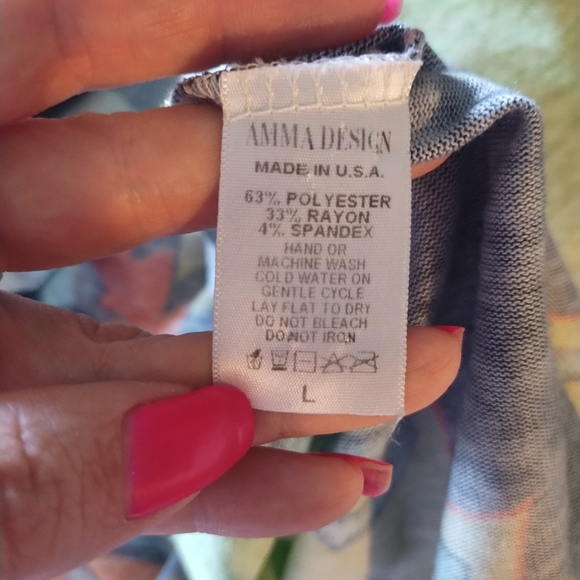 AMMA DESIGN
MADE IN U.S.A.
63% POLYESTER
33% RAYON
4% SPANDEX
HAND OR
MACHINE WASH
COLD WATER ON
GENTLE CYCLE
LAY FLAT TO DRY
DO NOT BLEACH
DO NOT IRON
L